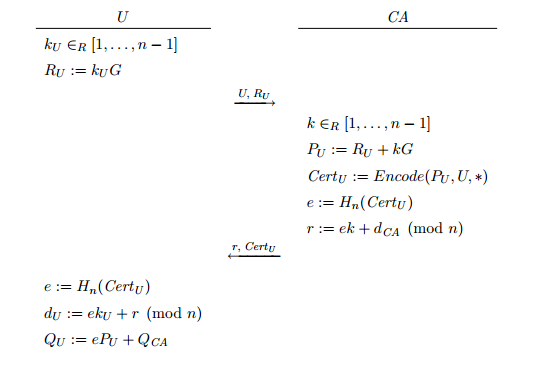 U CA
k_U ∈_R [1, . . . , n − 1]
R_U := k_U G
U, R_U
k ∈_R [1, . . . , n − 1]
P_U := R_U + kG
Cert_U := Encode(P_U, U, *)
e := H_n(Cert_U)
r := ek + d_CA (mod n)
r, Cert_U
e := H_n(Cert_U)
d_U := ek_U + r (mod n)
Q_U := eP_U + Q_CA